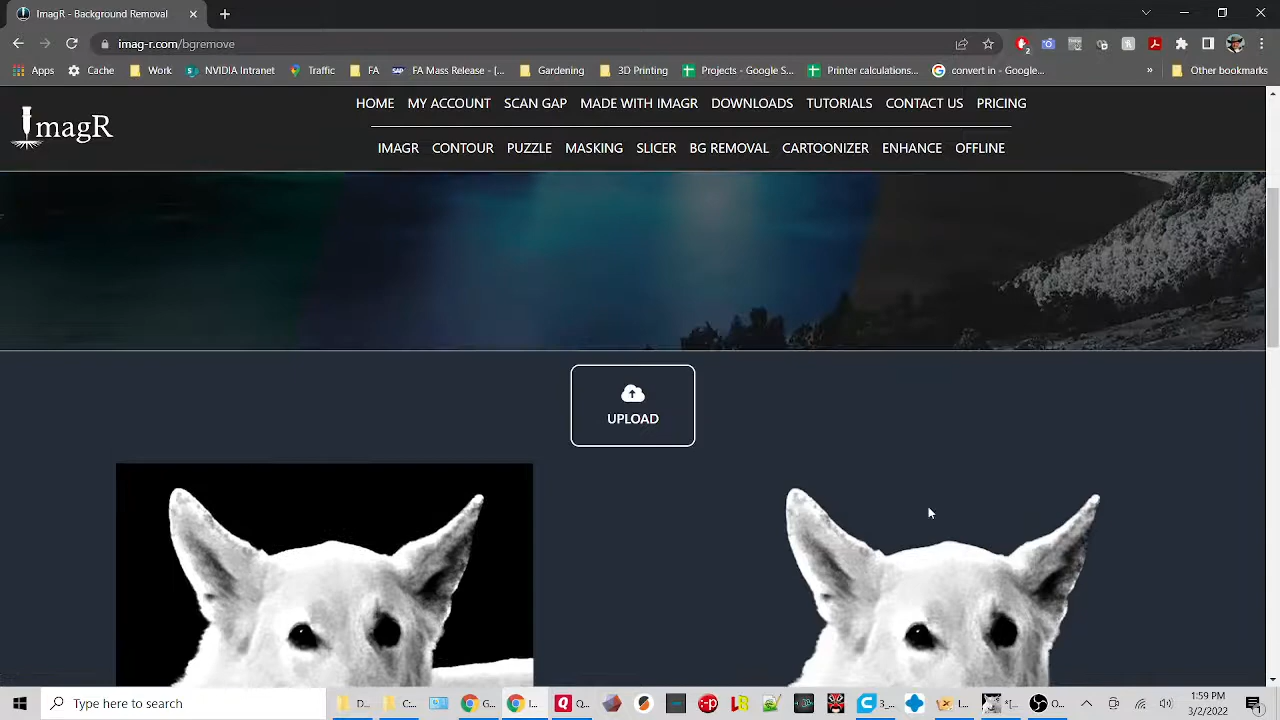 ImagR - Background Removal
imag-r.com/bgremove
2
Apps Cache Work NVIDIA Intranet Traffic FA FA Mass Release - [... Gardening 3D Printing Projects - Google S... Printer calculations... convert in - Google... » Other bookmarks
HOME MY ACCOUNT SCAN GAP MADE WITH IMAGR DOWNLOADS TUTORIALS CONTACT US PRICING
ImagR
IMAGR CONTOUR PUZZLE MASKING SLICER BG REMOVAL CARTOONIZER ENHANCE OFFLINE
UPLOAD
Type here to search
D... C... G... I... Q... 3... I... [... O...
1:59 PM
3/2/2022